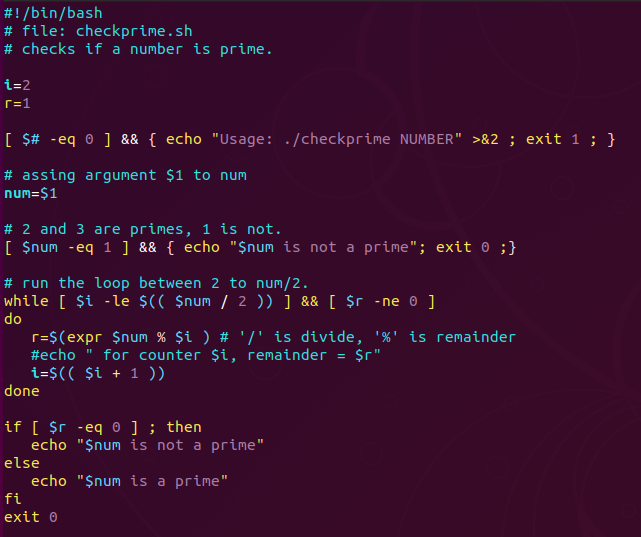 #!/bin/bash
# file: checkprime.sh
# checks if a number is prime.

i=2
r=1

[ $# -eq 0 ] && { echo "Usage: ./checkprime NUMBER" >&2 ; exit 1 ; }

# assing argument $1 to num
num=$1

# 2 and 3 are primes, 1 is not.
[ $num -eq 1 ] && { echo "$num is not a prime"; exit 0 ;}

# run the loop between 2 to num/2.
while [ $i -le $(( $num / 2 )) ] && [ $r -ne 0 ]
do
   r=$(expr $num % $i ) # '/' is divide, '%' is remainder
   #echo " for counter $i, remainder = $r"
   i=$(( $i + 1 ))
done

if [ $r -eq 0 ] ; then
   echo "$num is not a prime"
else
   echo "$num is a prime"
fi
exit 0